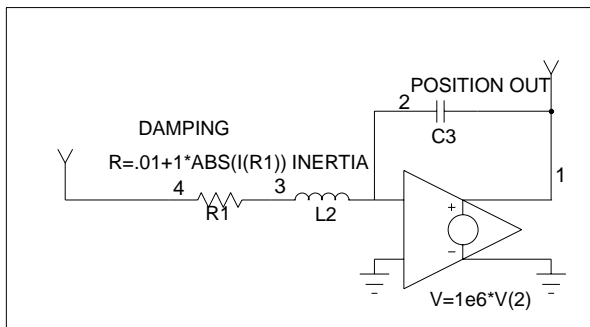 POSITION OUT
2
C3
DAMPING
R=.01+1*ABS(I(R1)) INERTIA
4
3
1
R1
L2
+
−
V=1e6*V(2)